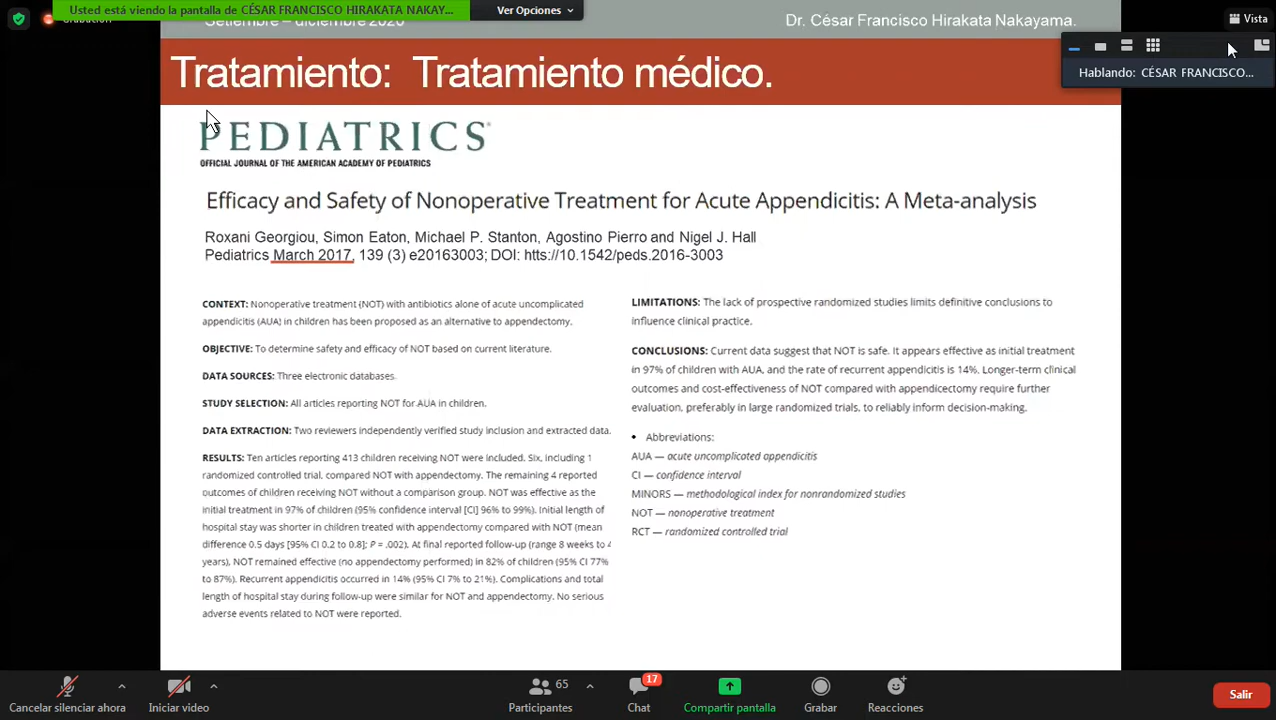 Usted está viendo la pantalla de CÉSAR FRANCISCO HIRAKATA NAKAY...
Ver Opciones
Grabación
Setiembre – diciembre 2020
Dr. César Francisco Hirakata Nakayama.
Vista
Hablando: CÉSAR FRANCISCO...
Tratamiento: Tratamiento médico.
PEDIATRICS®
OFFICIAL JOURNAL OF THE AMERICAN ACADEMY OF PEDIATRICS
Efficacy and Safety of Nonoperative Treatment for Acute Appendicitis: A Meta-analysis
Roxani Georgiou, Simon Eaton, Michael P. Stanton, Agostino Pierro and Nigel J. Hall
Pediatrics March 2017, 139 (3) e20163003; DOI: htts://10.1542/peds.2016-3003
CONTEXT: Nonoperative treatment (NOT) with antibiotics alone of acute uncomplicated
appendicitis (AUA) in children has been proposed as an alternative to appendectomy.
OBJECTIVE: To determine safety and efficacy of NOT based on current literature.
DATA SOURCES: Three electronic databases.
STUDY SELECTION: All articles reporting NOT for AUA in children.
DATA EXTRACTION: Two reviewers independently verified study inclusion and extracted data.
RESULTS: Ten articles reporting 413 children receiving NOT were included. Six, including 1
randomized controlled trial, compared NOT with appendectomy. The remaining 4 reported
outcomes of children receiving NOT without a comparison group. NOT was effective as the
initial treatment in 97% of children (95% confidence interval [CI] 96% to 99%). Initial length of
hospital stay was shorter in children treated with appendectomy compared with NOT (mean
difference 0.5 days [95% CI 0.2 to 0.8]; P = .002). At final reported follow-up (range 8 weeks to 4
years), NOT remained effective (no appendectomy performed) in 82% of children (95% CI 77%
to 87%). Recurrent appendicitis occurred in 14% (95% CI 7% to 21%). Complications and total
length of hospital stay during follow-up were similar for NOT and appendectomy. No serious
adverse events related to NOT were reported.
LIMITATIONS: The lack of prospective randomized studies limits definitive conclusions to
influence clinical practice.
CONCLUSIONS: Current data suggest that NOT is safe. It appears effective as initial treatment
in 97% of children with AUA, and the rate of recurrent appendicitis is 14%. Longer-term clinical
outcomes and cost-effectiveness of NOT compared with appendicectomy require further
evaluation, preferably in large randomized trials, to reliably inform decision-making.
• Abbreviations:
AUA — acute uncomplicated appendicitis
CI — confidence interval
MINORS — methodological index for nonrandomized studies
NOT — nonoperative treatment
RCT — randomized controlled trial
Cancelar silenciar ahora
Iniciar video
65
Participantes
17
Chat
Compartir pantalla
Grabar
Reacciones
Salir